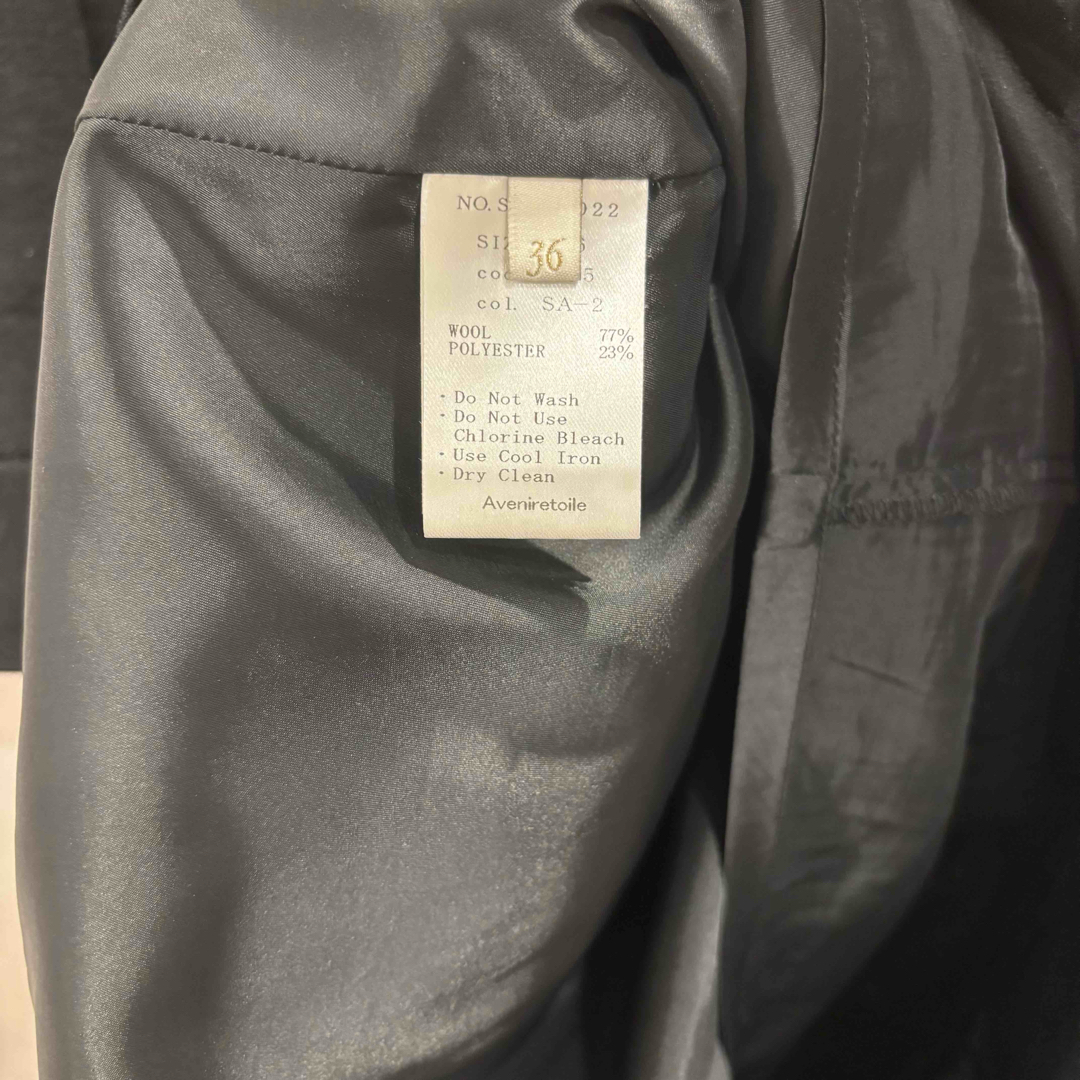 NO. S 022
36
col. SA-2
WOOL 77%
POLYESTER 23%
・Do Not Wash
・Do Not Use
Chlorine Bleach
・Use Cool Iron
・Dry Clean
Aveniretoile